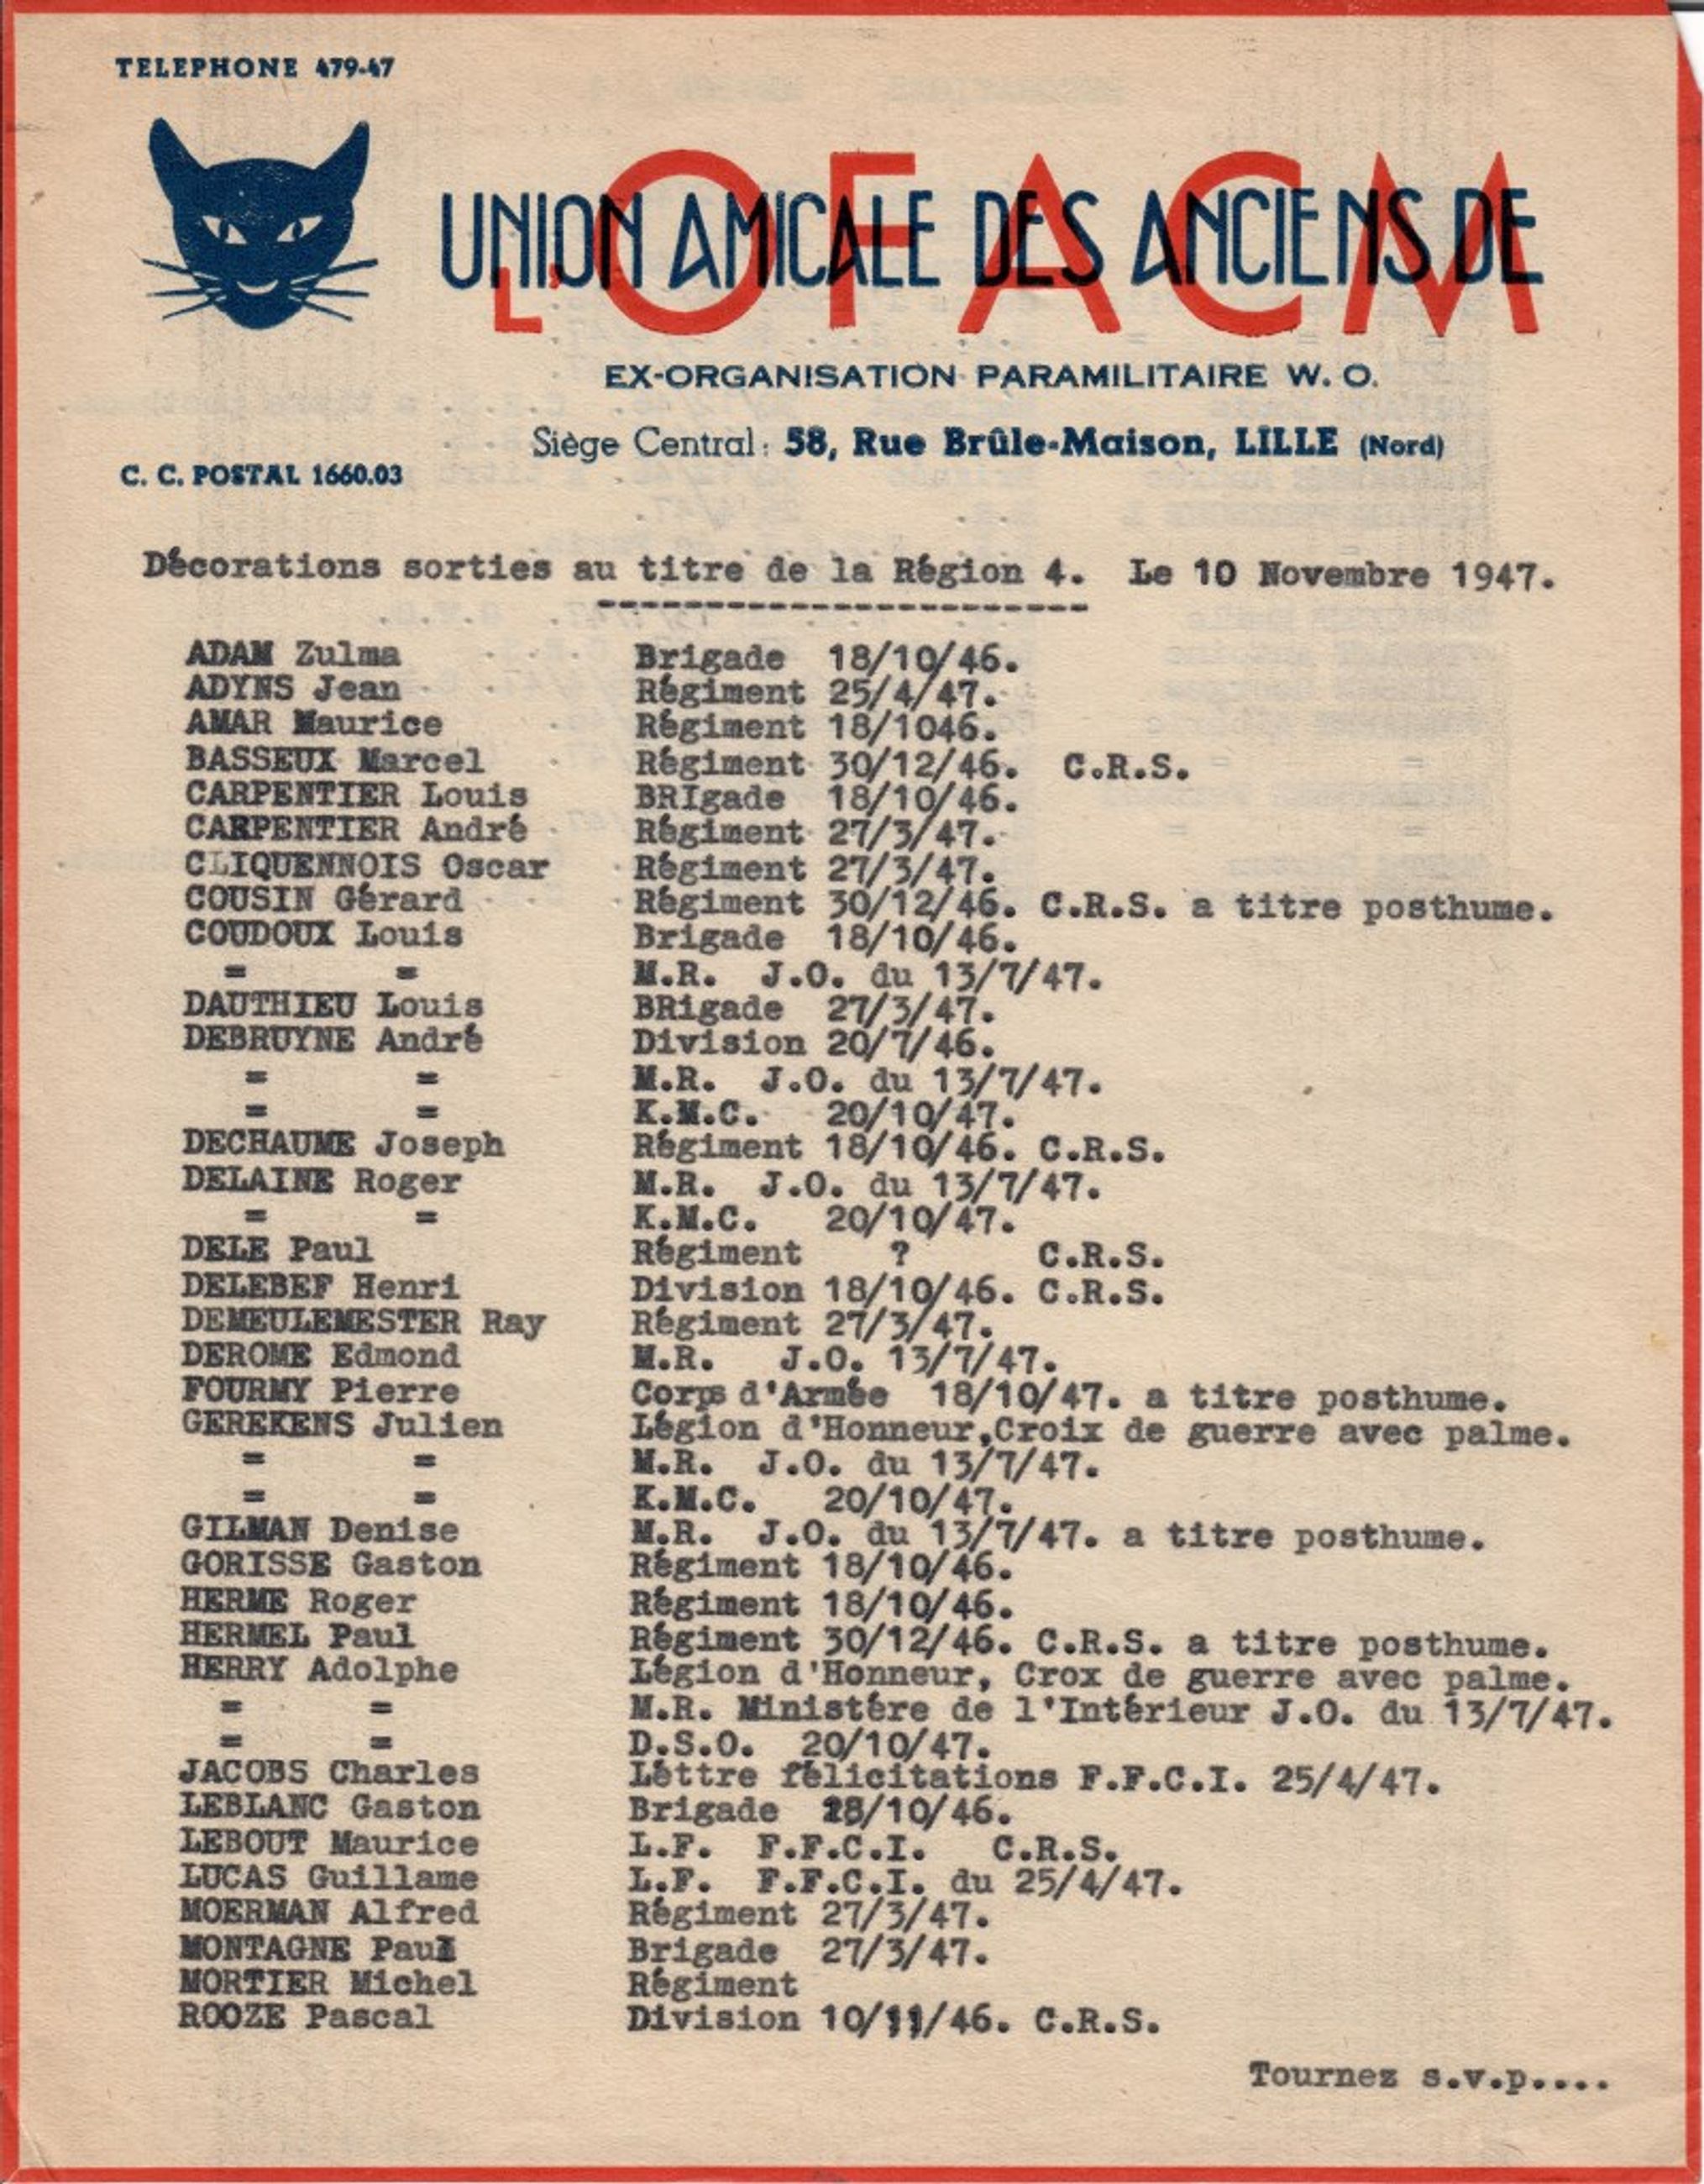 TELEPHONE 479-47
UNION AMICALE DES ANCIENS DE
L'OFACM
EX-ORGANISATION PARAMILITAIRE W. O.
Siège Central : 58, Rue Brûle-Maison, LILLE (Nord)
C. C. POSTAL 1660.03
Décorations sorties au titre de la Région 4. Le 10 Novembre 1947.
-----------------------
ADAM Zulma Brigade 18/10/46.
ADYNS Jean Régiment 25/4/47.
AMAR Maurice Régiment 18/1046.
BASSEUX Marcel Régiment 30/12/46. C.R.S.
CARPENTIER Louis BRIgade 18/10/46.
CARPENTIER André Régiment 27/3/47.
CLIQUENNOIS Oscar Régiment 27/3/47.
COUSIN Gérard Régiment 30/12/46. C.R.S. a titre posthume.
COUDOUX Louis Brigade 18/10/46.
= = M.R. J.O. du 13/7/47.
DAUTHIEU Louis BRigade 27/3/47.
DEBRUYNE André Division 20/7/46.
= = M.R. J.O. du 13/7/47.
= = K.M.C. 20/10/47.
DECHAUME Joseph Régiment 18/10/46. C.R.S.
DELAINE Roger M.R. J.O. du 13/7/47.
= = K.M.C. 20/10/47.
DELE Paul Régiment ? C.R.S.
DELEBEF Henri Division 18/10/46. C.R.S.
DEMEULEMESTER Ray Régiment 27/3/47.
DEROME Edmond M.R. J.O. 13/7/47.
FOURMY Pierre Corps d'Armée 18/10/47. a titre posthume.
GEREKENS Julien Légion d'Honneur,Croix de guerre avec palme.
= = M.R. J.O. du 13/7/47.
= = K.M.C. 20/10/47.
GILMAN Denise M.R. J.O. du 13/7/47. a titre posthume.
GORISSE Gaston Régiment 18/10/46.
HERME Roger Régiment 18/10/46.
HERMEL Paul Régiment 30/12/46. C.R.S. a titre posthume.
HERRY Adolphe Légion d'Honneur, Crox de guerre avec palme.
= = M.R. Ministére de l'Intérieur J.O. du 13/7/47.
= = D.S.O. 20/10/47.
JACOBS Charles Léttre félicitations F.F.C.I. 25/4/47.
LEBLANC Gaston Brigade 18/10/46.
LEBOUT Maurice L.F. F.F.C.I. C.R.S.
LUCAS Guillame L.F. F.F.C.I. du 25/4/47.
MOERMAN Alfred Régiment 27/3/47.
MONTAGNE Paul Brigade 27/3/47.
MORTIER Michel Régiment
ROOZE Pascal Division 10/11/46. C.R.S.
Tournez s.v.p....